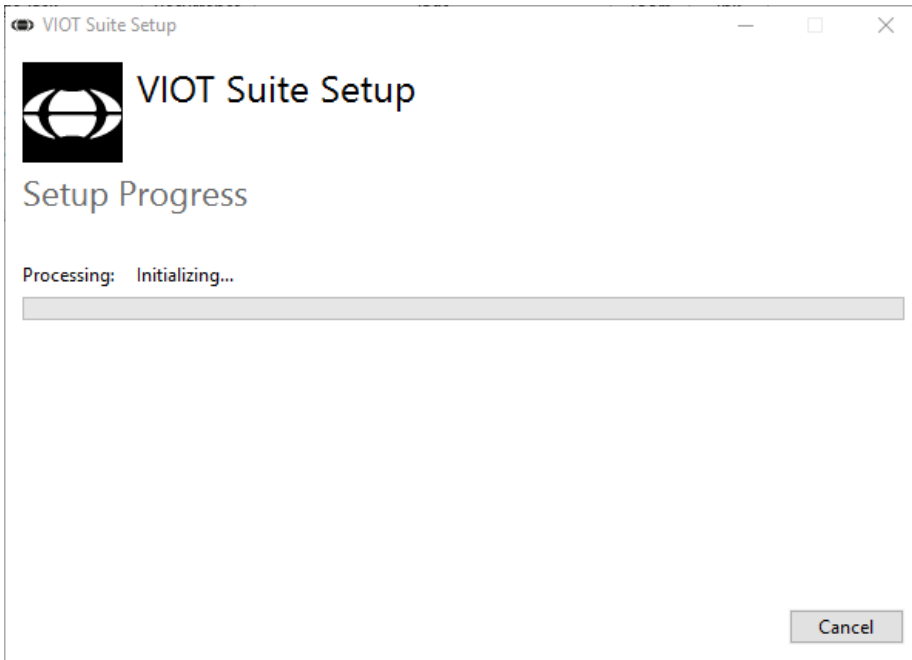 VIOT Suite Setup
VIOT Suite Setup
Setup Progress
Processing: Initializing...
Cancel